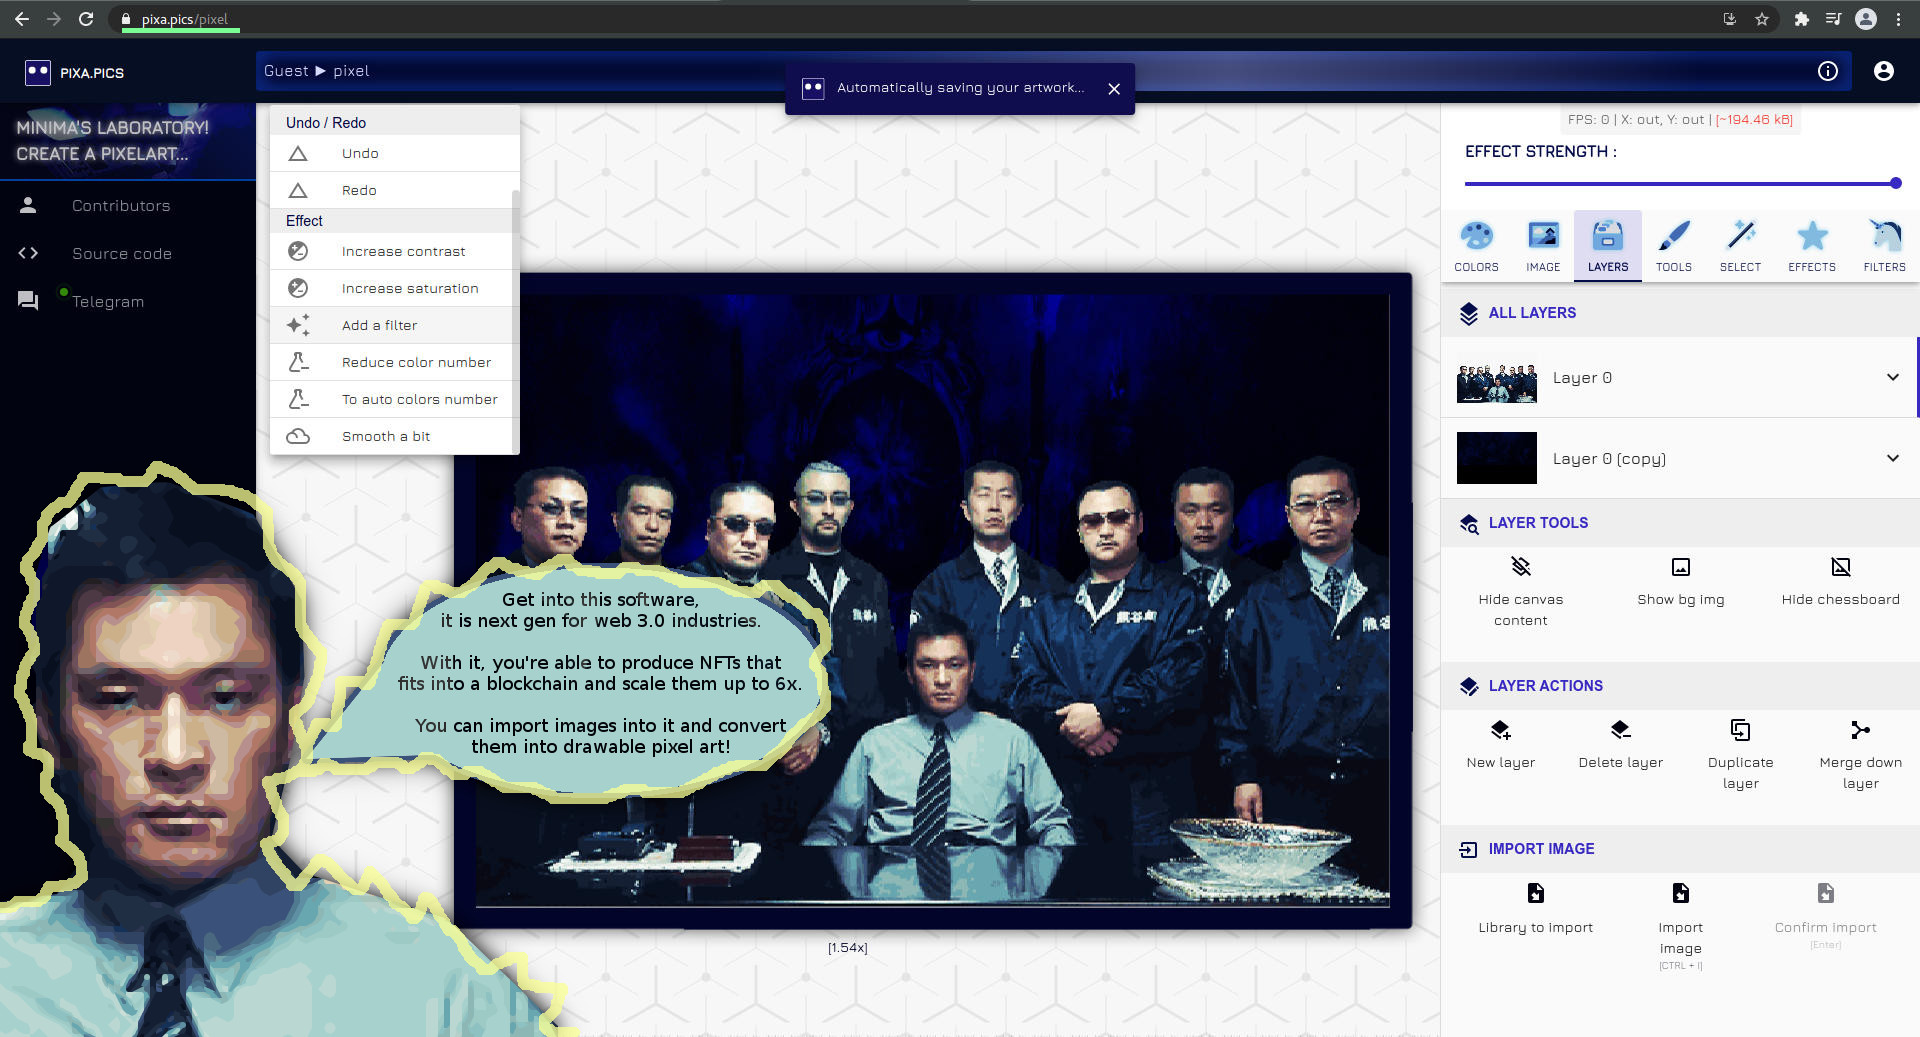 pixa.pics/pixel
PIXA.PICS
Guest ▶ pixel
Automatically saving your artwork...
MINIMA'S LABORATORY!
CREATE A PIXELART...
Contributors
Source code
Telegram
Undo / Redo
Undo
Redo
Effect
Increase contrast
Increase saturation
Add a filter
Reduce color number
To auto colors number
Smooth a bit
Get into this software,
it is next gen for web 3.0 industries.
With it, you're able to produce NFTs that
fits into a blockchain and scale them up to 6x.
You can import images into it and convert
them into drawable pixel art!
[1.54x]
FPS: 0 | X: out, Y: out | [~194.46 kB]
EFFECT STRENGTH :
COLORS
IMAGE
LAYERS
TOOLS
SELECT
EFFECTS
FILTERS
ALL LAYERS
Layer 0
Layer 0 (copy)
LAYER TOOLS
Hide canvas
content
Show bg img
Hide chessboard
LAYER ACTIONS
New layer
Delete layer
Duplicate
layer
Merge down
layer
IMPORT IMAGE
Library to import
Import
image
[CTRL + I]
Confirm import
[Enter]